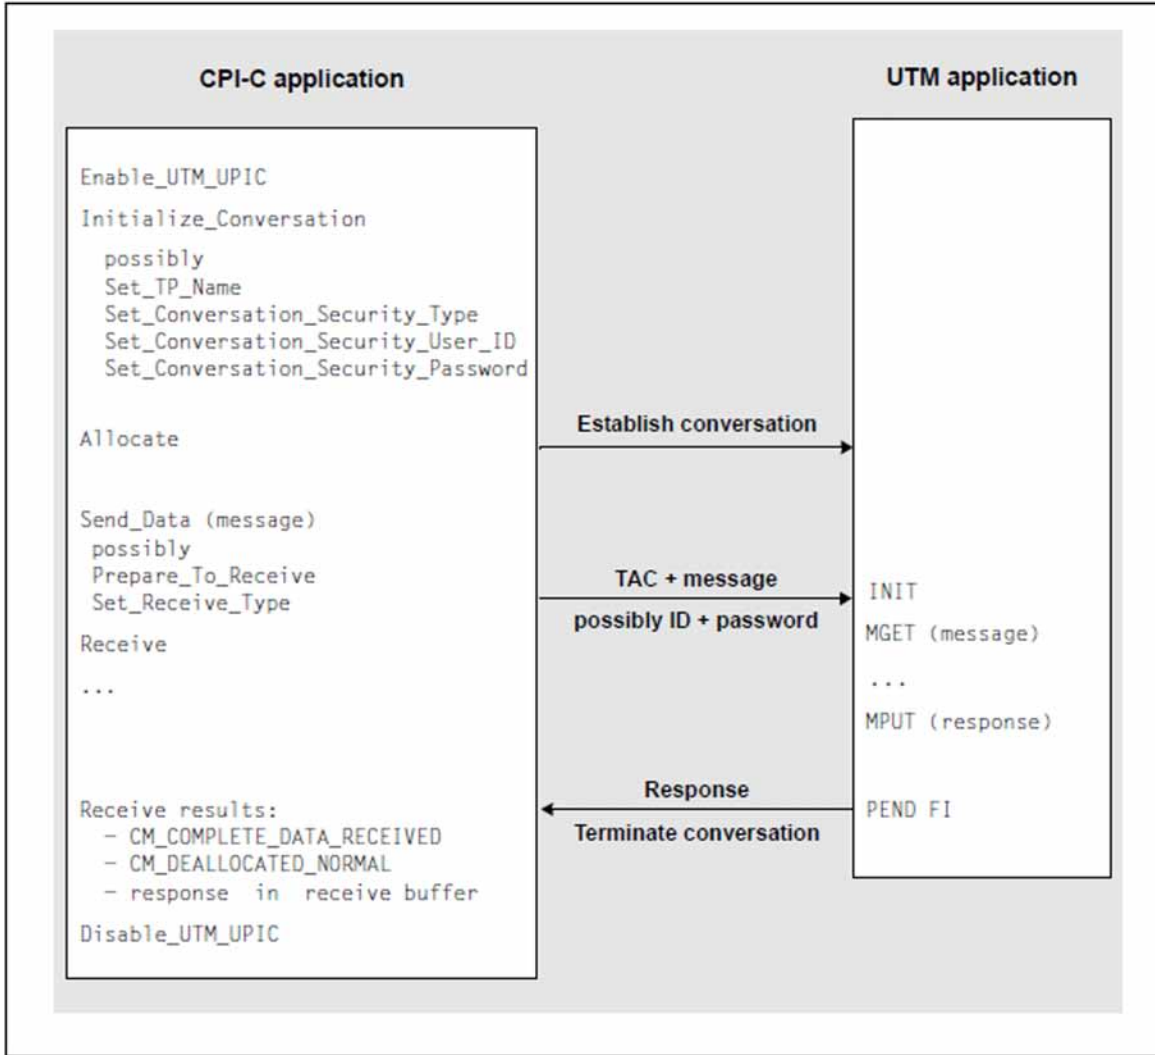 CPI-C application
UTM application
Enable_UTM_UPIC
Initialize_Conversation
possibly
Set_TP_Name
Set_Conversation_Security_Type
Set_Conversation_Security_User_ID
Set_Conversation_Security_Password
Allocate
Establish conversation
Send_Data (message)
possibly
Prepare_To_Receive
Set_Receive_Type
Receive
...
TAC + message
possibly ID + password
INIT
MGET (message)
...
MPUT (response)
Response
Terminate conversation
PEND FI
Receive results:
– CM_COMPLETE_DATA_RECEIVED
– CM_DEALLOCATED_NORMAL
– response in receive buffer
Disable_UTM_UPIC